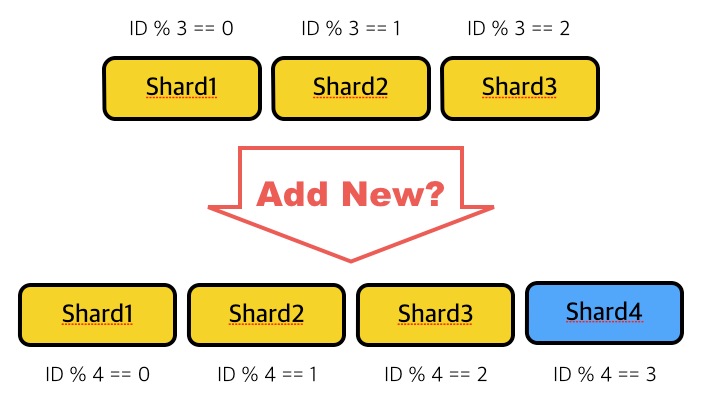 ID % 3 == 0 ID % 3 == 1 ID % 3 == 2
Shard1 Shard2 Shard3
Add New?
Shard1 Shard2 Shard3 Shard4
ID % 4 == 0 ID % 4 == 1 ID % 4 == 2 ID % 4 == 3